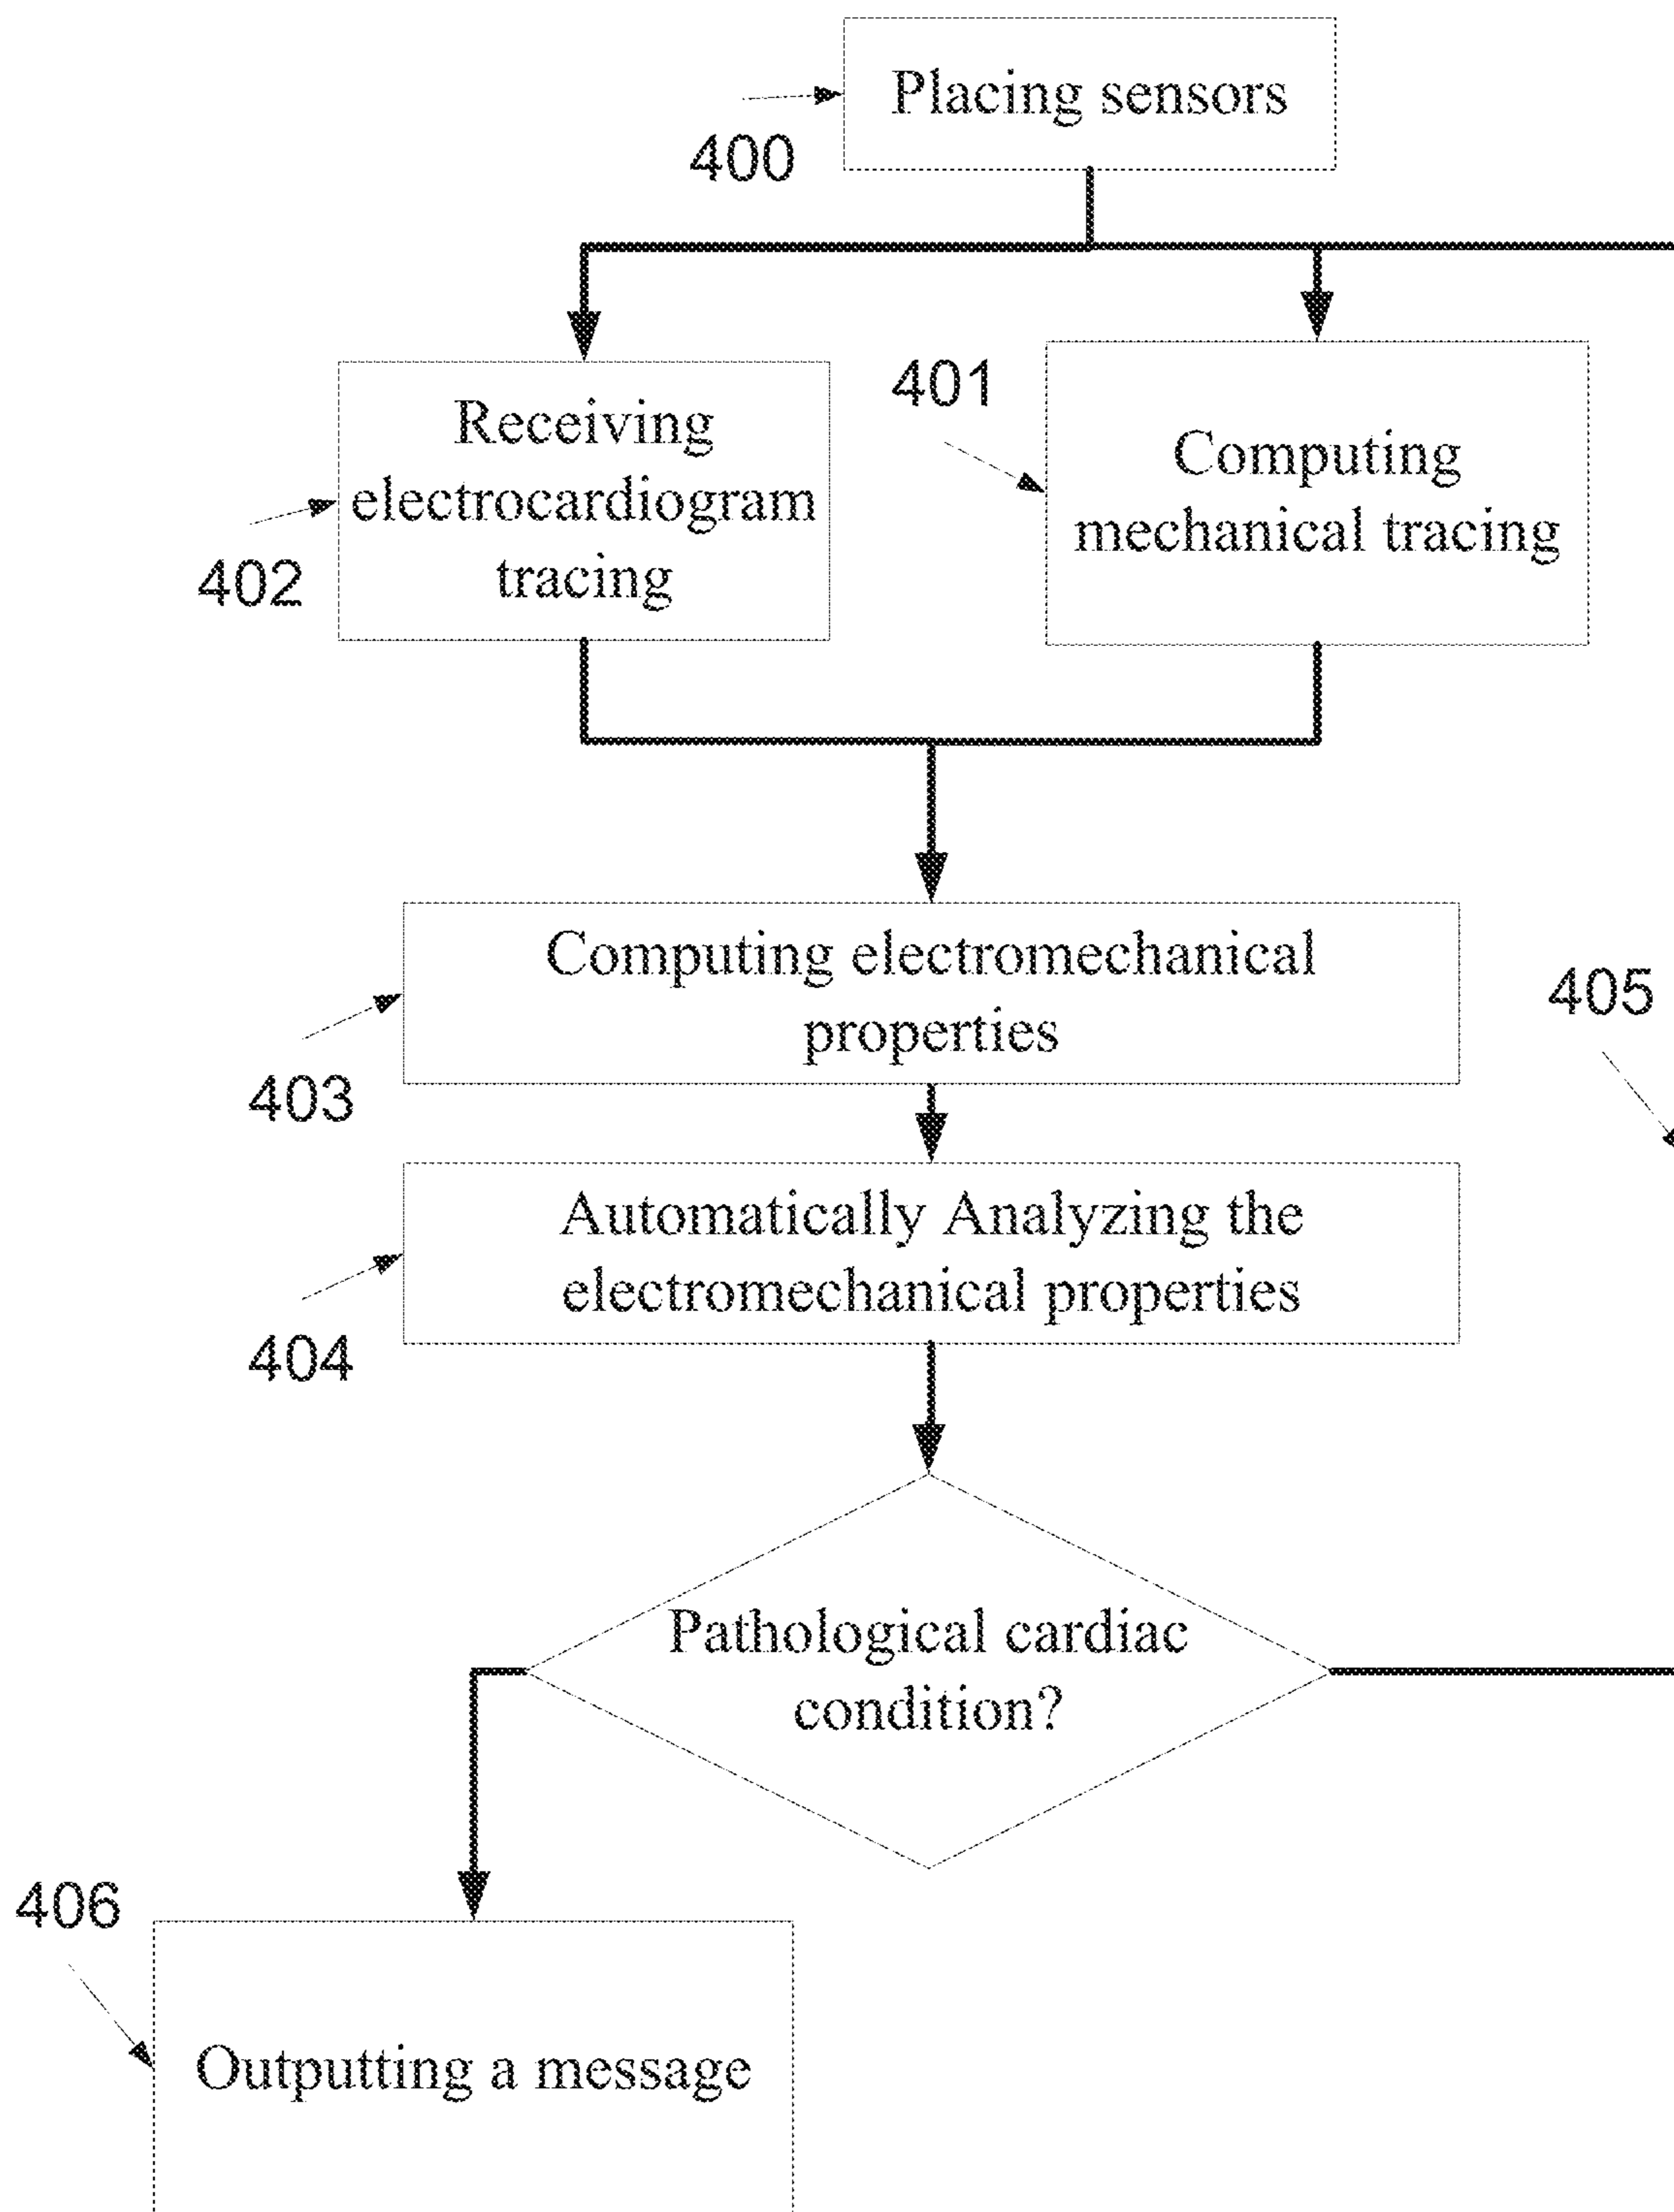 Placing sensors
400
Receiving
electrocardiogram
tracing
402
401
Computing
mechanical tracing
Computing electromechanical
properties
403
405
Automatically Analyzing the
electromechanical properties
404
Pathological cardiac
condition?
406
Outputting a message